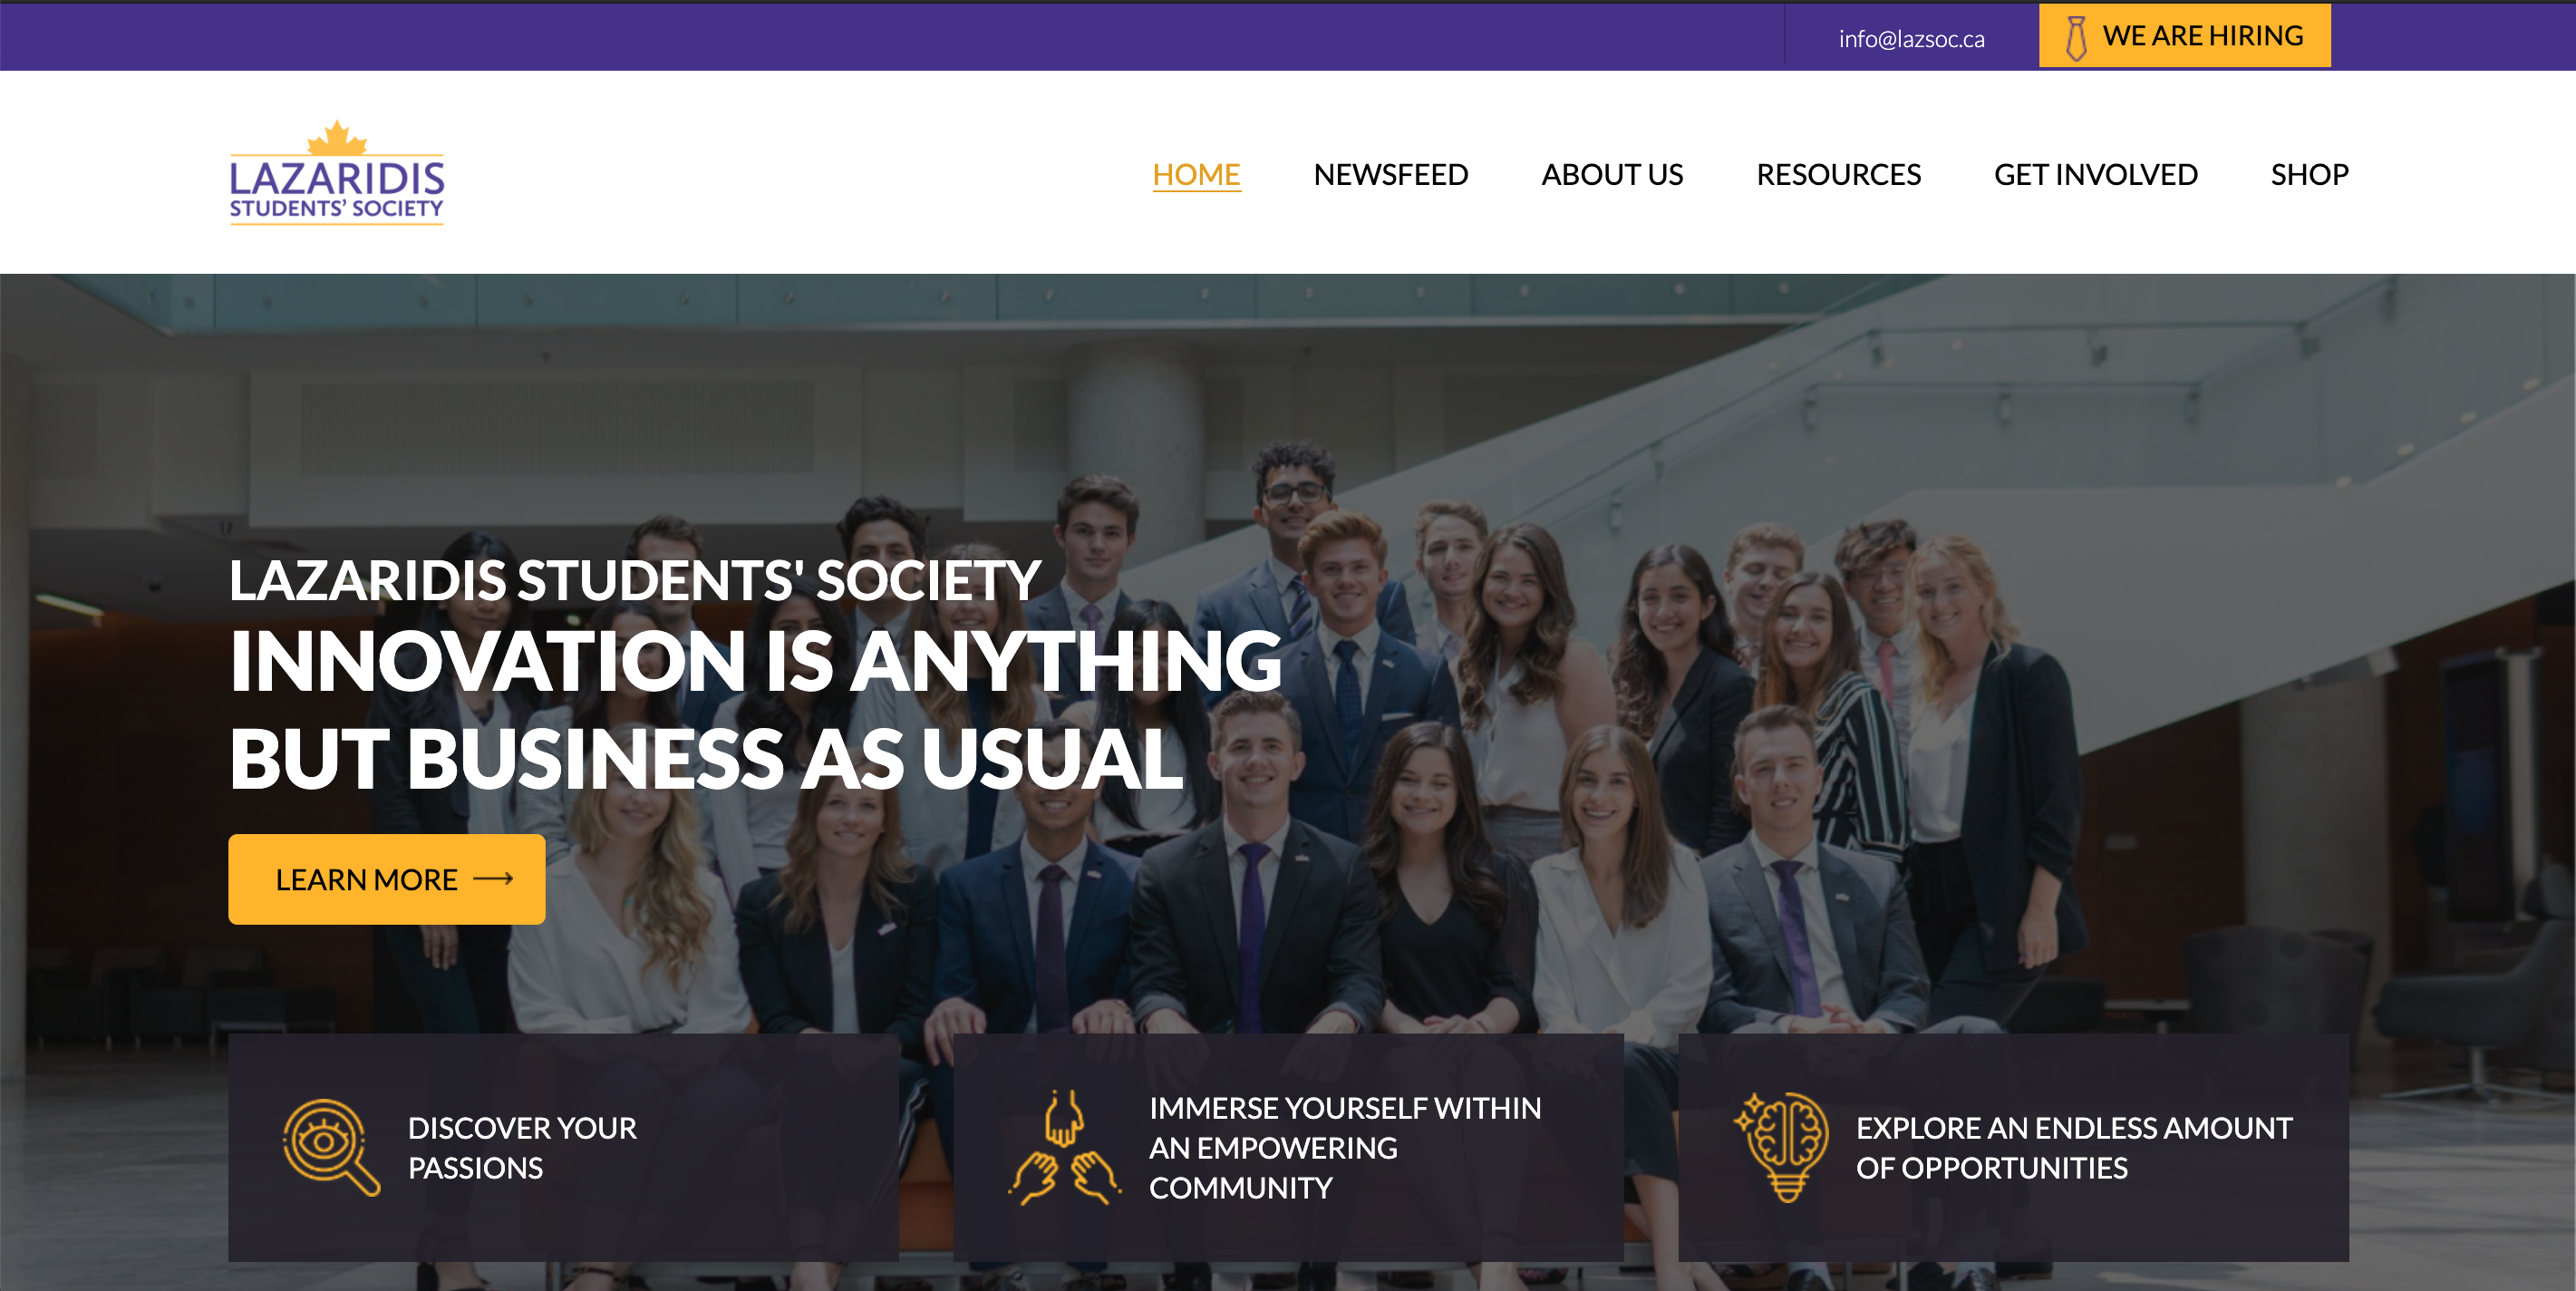 info@lazsoc.ca
WE ARE HIRING
LAZARIDIS
STUDENTS' SOCIETY
HOME
NEWSFEED
ABOUT US
RESOURCES
GET INVOLVED
SHOP
LAZARIDIS STUDENTS' SOCIETY
INNOVATION IS ANYTHING
BUT BUSINESS AS USUAL
LEARN MORE
DISCOVER YOUR
PASSIONS
IMMERSE YOURSELF WITHIN
AN EMPOWERING
COMMUNITY
EXPLORE AN ENDLESS AMOUNT
OF OPPORTUNITIES